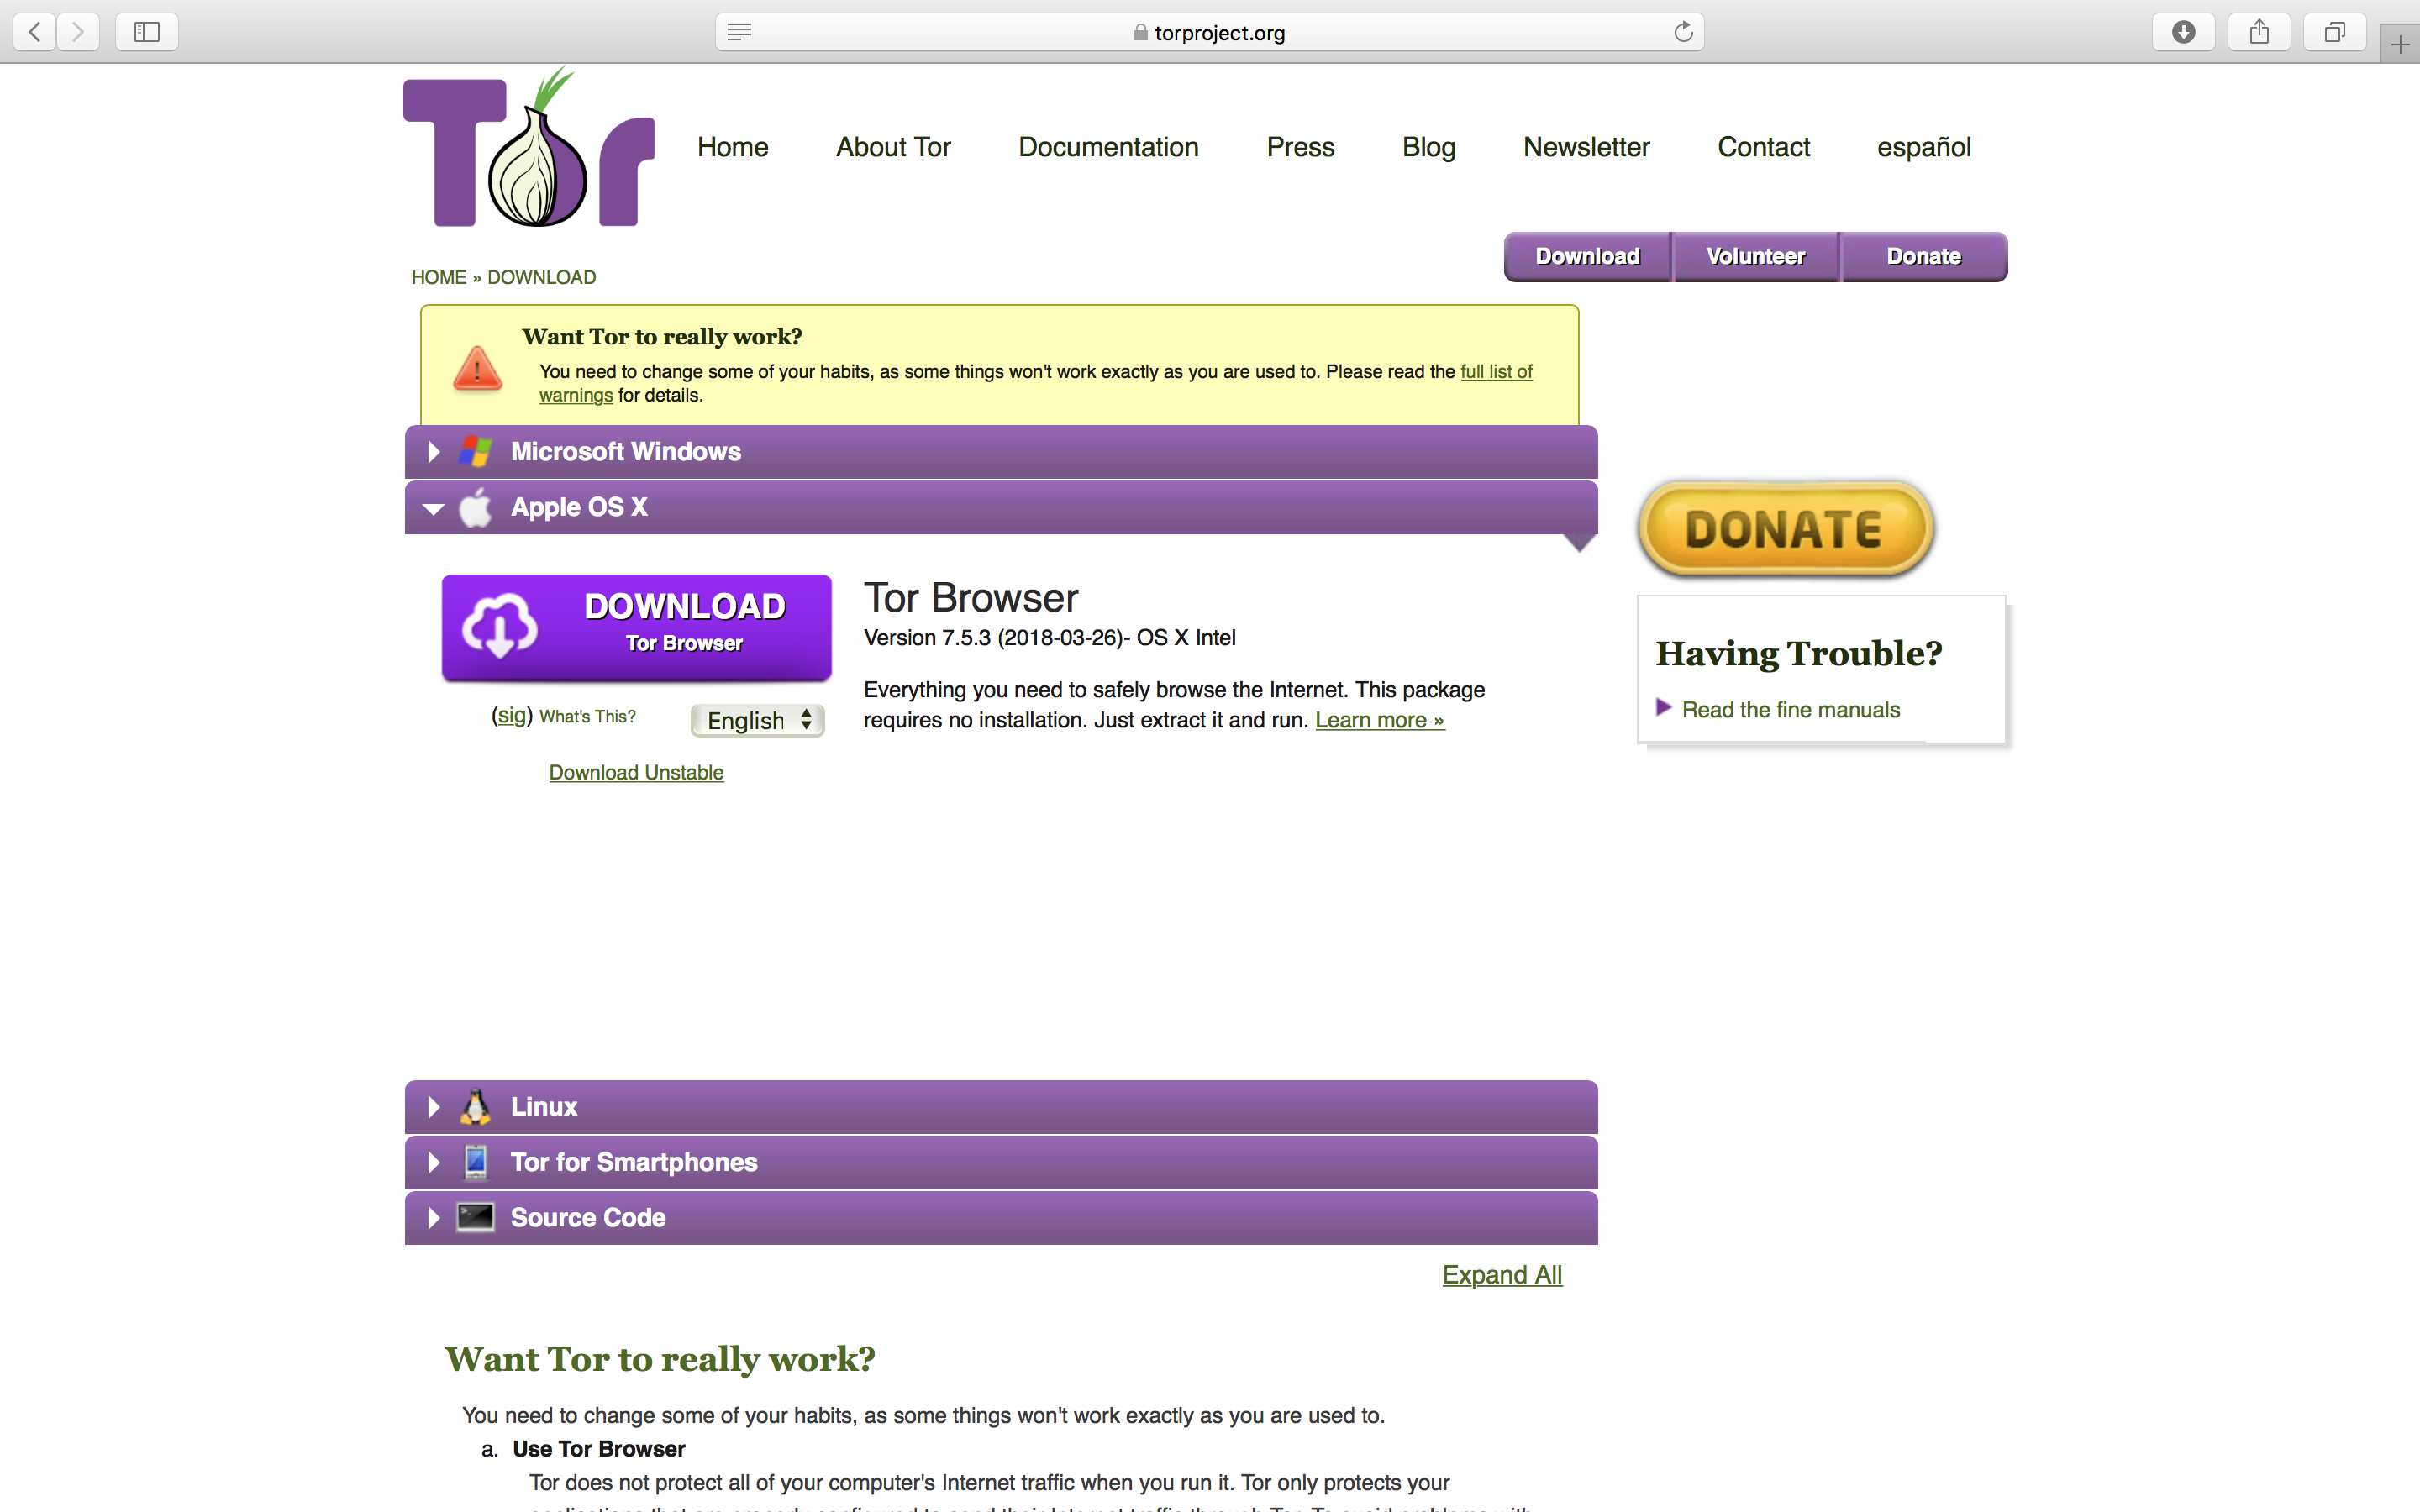 torproject.org
Tor
Home About Tor Documentation Press Blog Newsletter Contact español
Download Volunteer Donate
HOME » DOWNLOAD
Want Tor to really work?
You need to change some of your habits, as some things won't work exactly as you are used to. Please read the full list of
warnings for details.
Microsoft Windows
Apple OS X
DONATE
DOWNLOAD
Tor Browser
Tor Browser
Version 7.5.3 (2018-03-26)- OS X Intel
Everything you need to safely browse the Internet. This package
requires no installation. Just extract it and run. Learn more »
(sig) What's This? English
Download Unstable
Having Trouble?
Read the fine manuals
Linux
Tor for Smartphones
Source Code
Expand All
Want Tor to really work?
You need to change some of your habits, as some things won't work exactly as you are used to.
a. Use Tor Browser
Tor does not protect all of your computer's Internet traffic when you run it. Tor only protects your